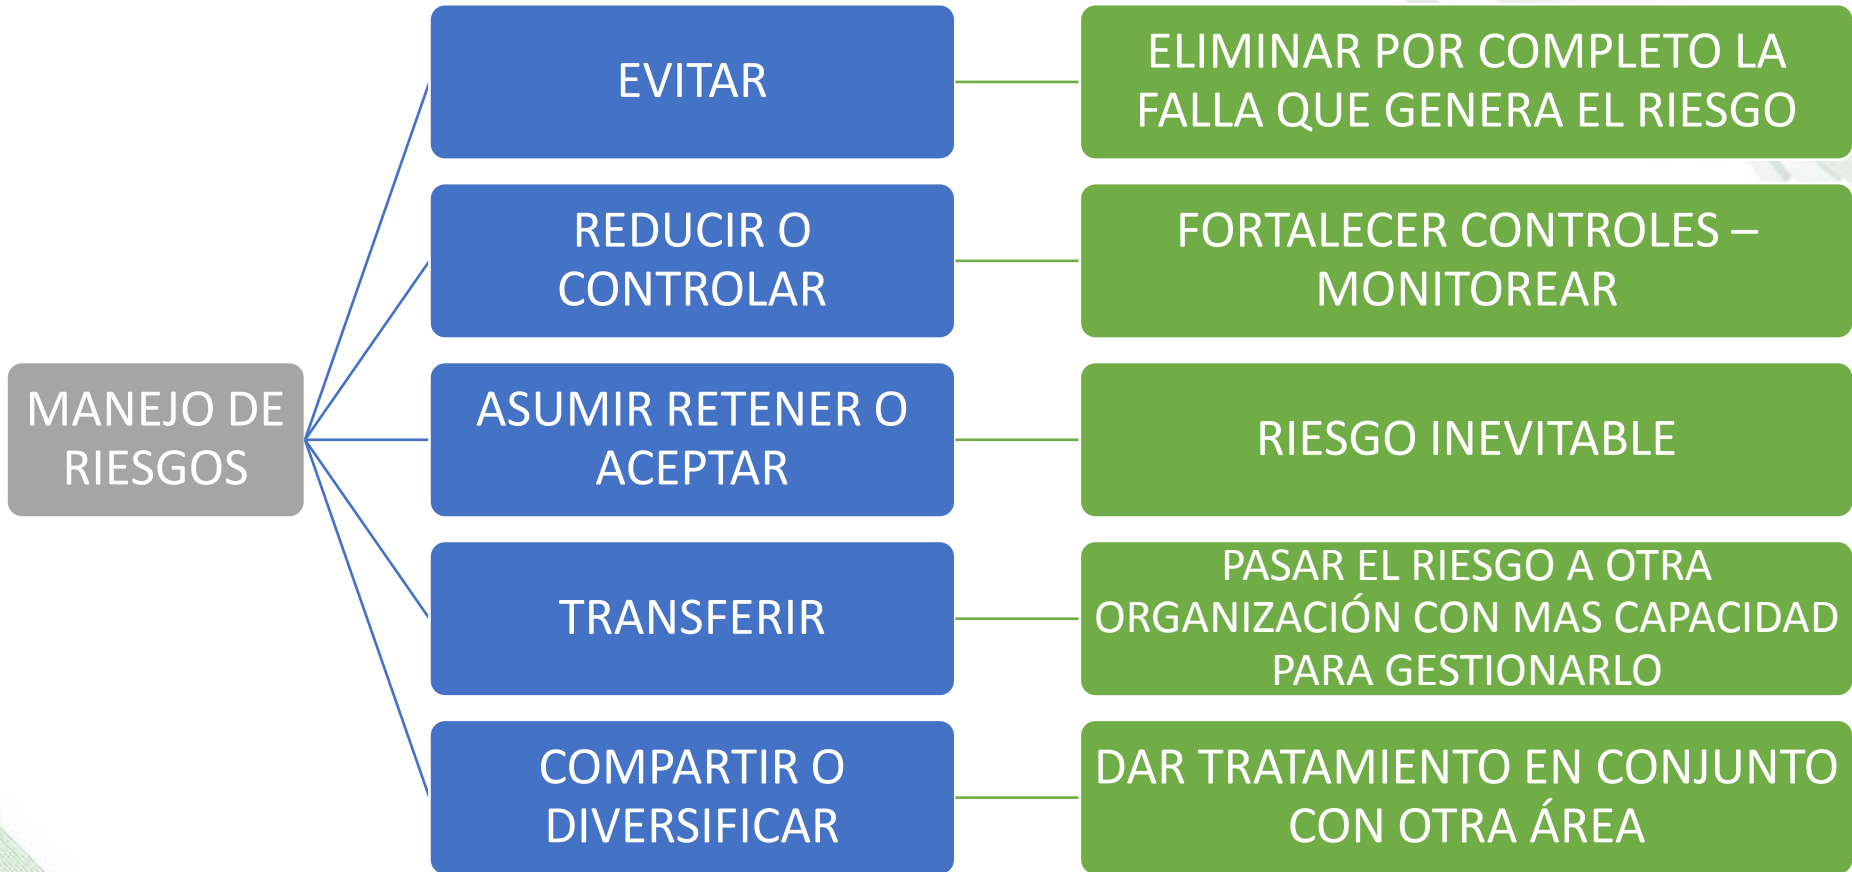 MANEJO DE
RIESGOS
EVITAR
ELIMINAR POR COMPLETO LA
FALLA QUE GENERA EL RIESGO
REDUCIR O
CONTROLAR
FORTALECER CONTROLES –
MONITOREAR
ASUMIR RETENER O
ACEPTAR
RIESGO INEVITABLE
TRANSFERIR
PASAR EL RIESGO A OTRA
ORGANIZACIÓN CON MAS CAPACIDAD
PARA GESTIONARLO
COMPARTIR O
DIVERSIFICAR
DAR TRATAMIENTO EN CONJUNTO
CON OTRA ÁREA